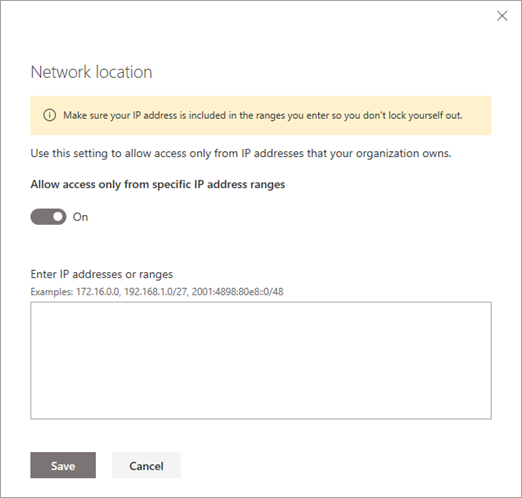 Network location
Make sure your IP address is included in the ranges you enter so you don't lock yourself out.
Use this setting to allow access only from IP addresses that your organization owns.
Allow access only from specific IP address ranges
On
Enter IP addresses or ranges
Examples: 172.16.0.0, 192.168.1.0/27, 2001:4898:80e8::0/48
Save
Cancel